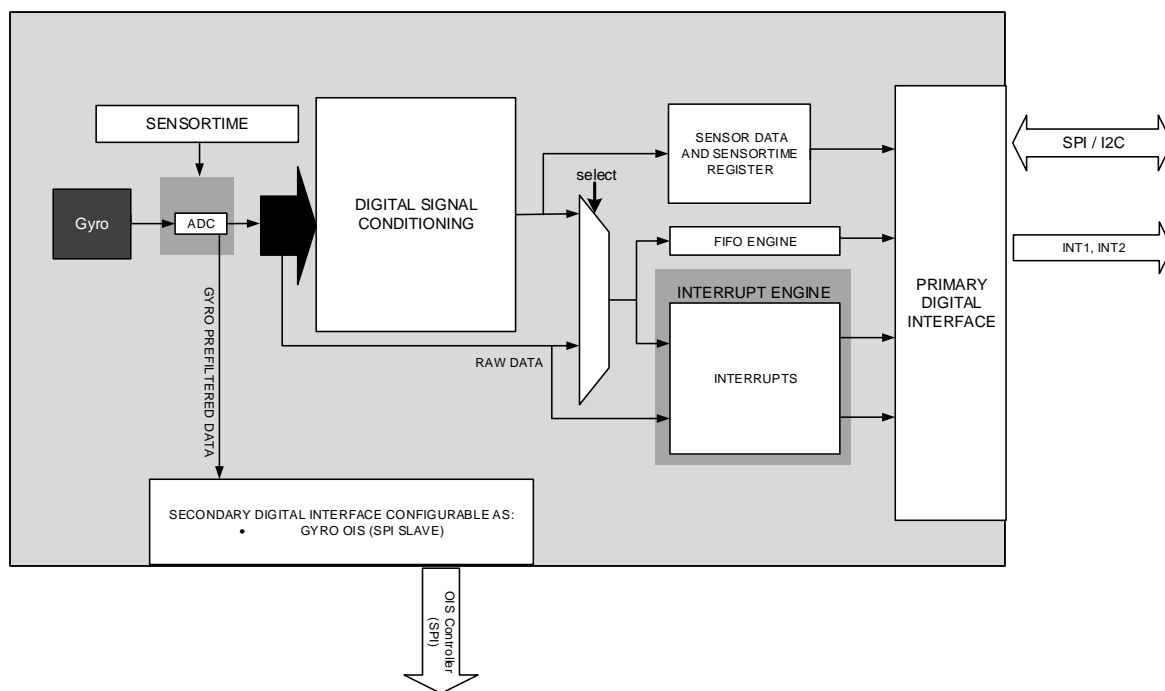 SENSORTIME
Gyro
ADC
DIGITAL SIGNAL
CONDITIONING
select
SENSOR DATA
AND SENSORTIME
REGISTER
FIFO ENGINE
INTERRUPT ENGINE
INTERRUPTS
RAW DATA
GYRO PREFILTERED DATA
PRIMARY
DIGITAL
INTERFACE
SPI / I2C
INT1, INT2
SECONDARY DIGITAL INTERFACE CONFIGURABLE AS:
• GYRO OIS (SPI SLAVE)
OIS Controller
(SPI)